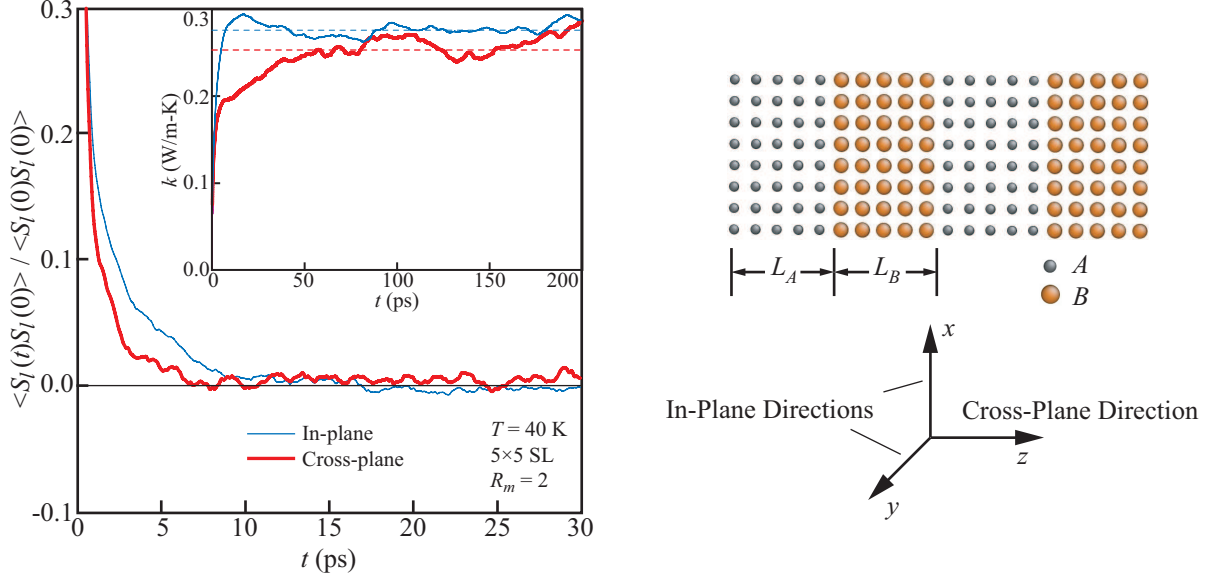 0.3
0.2
0.1
0.0
-0.1
<S_l(t)S_l(0)> / <S_l(0)S_l(0)>
0
5
10
15
20
25
30
t (ps)
0.3
0.2
0.1
0.0
k (W/m-K)
0
50
100
150
200
t (ps)
In-plane
Cross-plane
T = 40 K
5×5 SL
R_m = 2
L_A
L_B
A
B
x
In-Plane Directions
Cross-Plane Direction
z
y